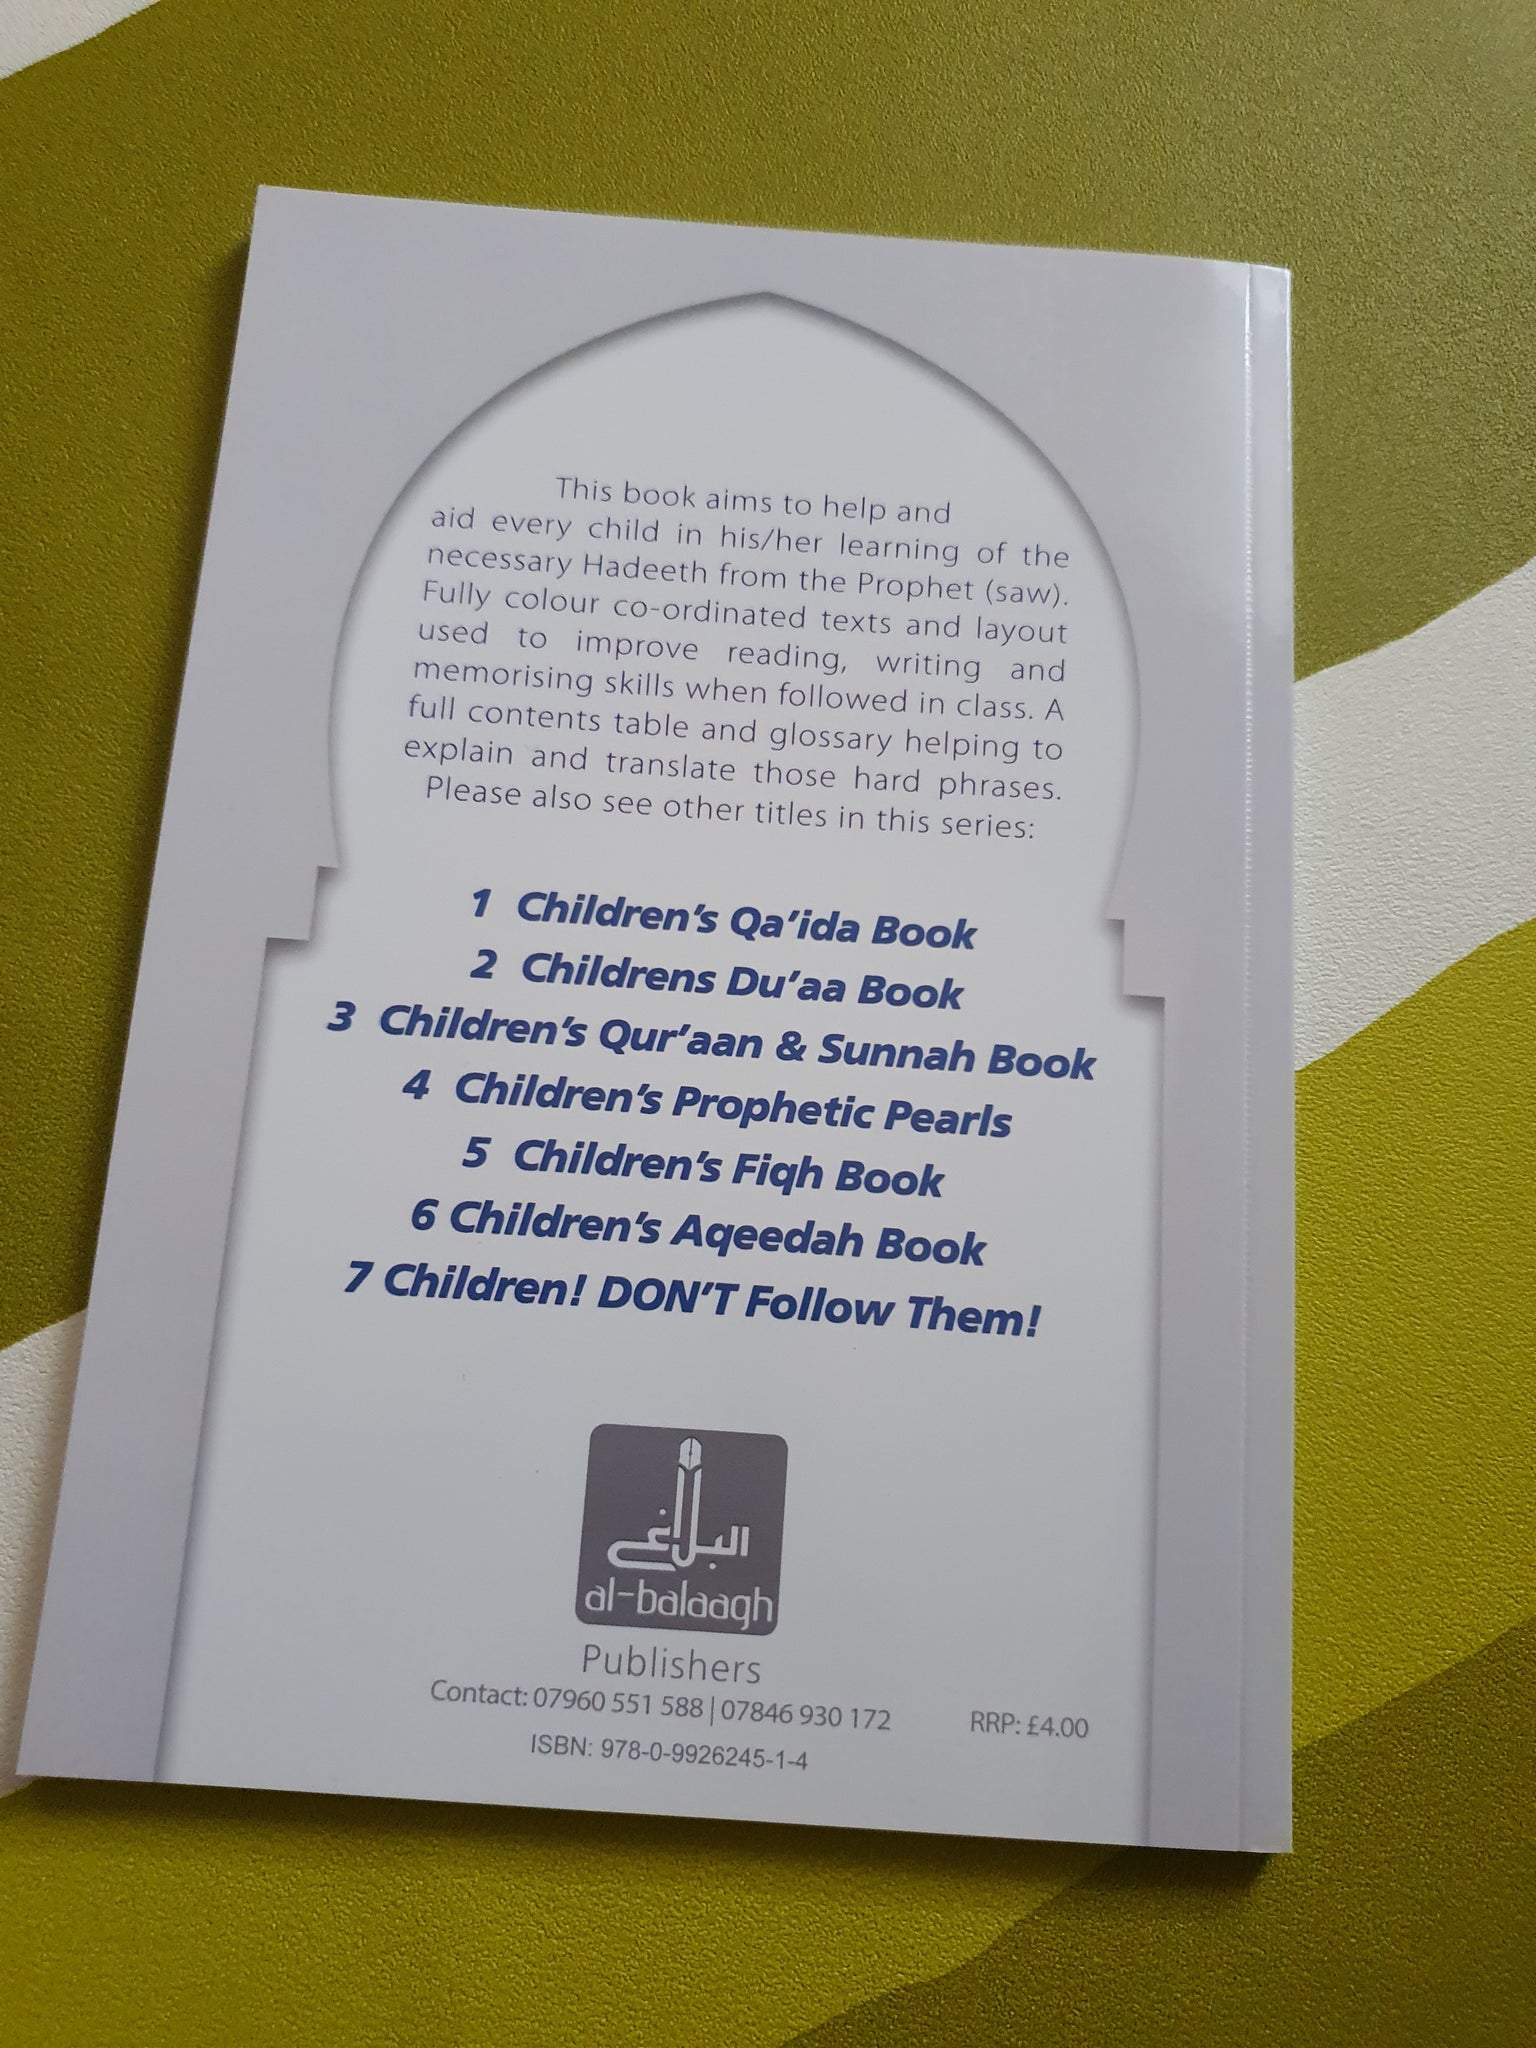 This book aims to help and
aid every child in his/her learning of the
necessary Hadeeth from the Prophet (saw).
Fully colour co-ordinated texts and layout
used to improve reading, writing and
memorising skills when followed in class. A
full contents table and glossary helping to
explain and translate those hard phrases.
Please also see other titles in this series:
1 Children's Qa'ida Book
2 Childrens Du'aa Book
3 Children's Qur'aan & Sunnah Book
4 Children's Prophetic Pearls
5 Children's Fiqh Book
6 Children's Aqeedah Book
7 Children! DON'T Follow Them!
البلاغ
al-balaagh
Publishers
Contact: 07960 551 588 | 07846 930 172
RRP: £4.00
ISBN: 978-0-9926245-1-4